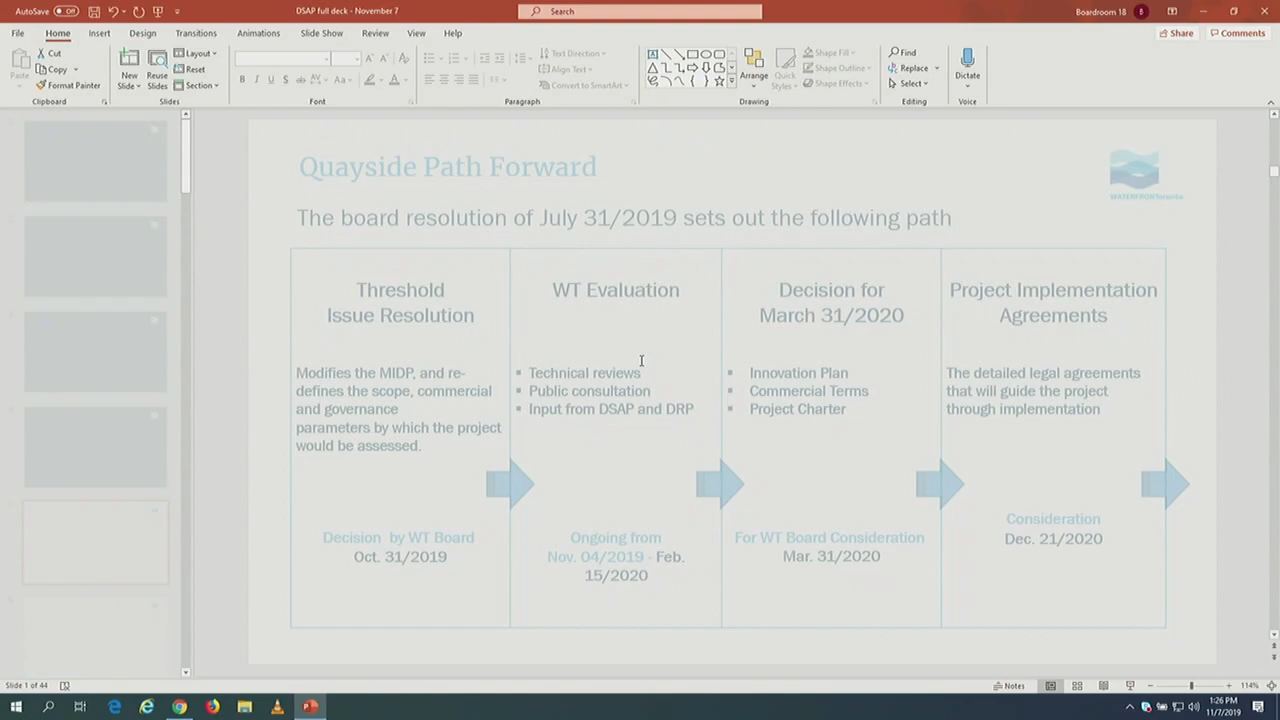 AutoSave Off
DSAP full deck - November 7
Search
Boardroom 18
B
File
Home
Insert
Design
Transitions
Animations
Slide Show
Review
View
Help
Share
Comments
Paste
Cut
Copy
Format Painter
Clipboard
New Slides
Reuse Slides
Layout
Reset
Section
Slides
Font
Text Direction
Align Text
Convert to SmartArt
Paragraph
Arrange
Quick Styles
Shape Fill
Shape Outline
Shape Effects
Drawing
Find
Replace
Select
Editing
Dictate
Voice
Quayside Path Forward
WATERFRONToronto
The board resolution of July 31/2019 sets out the following path
Threshold
Issue Resolution
Modifies the MIDP, and re-
defines the scope, commercial
and governance
parameters by which the project
would be assessed.
Decision by WT Board
Oct. 31/2019
WT Evaluation
▪ Technical reviews
▪ Public consultation
▪ Input from DSAP and DRP
Ongoing from
Nov. 04/2019 - Feb.
15/2020
Decision for
March 31/2020
▪ Innovation Plan
▪ Commercial Terms
▪ Project Charter
For WT Board Consideration
Mar. 31/2020
Project Implementation
Agreements
The detailed legal agreements
that will guide the project
through implementation
Consideration
Dec. 21/2020
Slide 1 of 44
Notes
114%
1:26 PM
11/7/2019